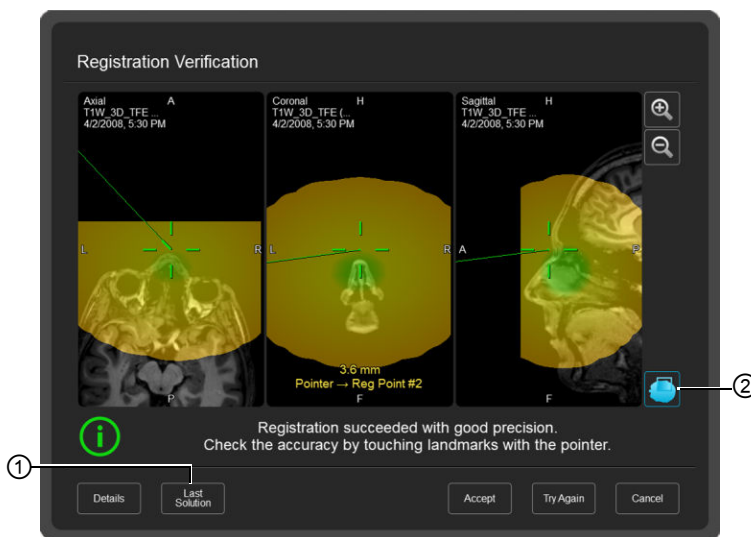 Registration Verification
Axial A
T1W_3D_TFE ...
4/2/2008, 5:30 PM
L
R
P
Coronal H
T1W_3D_TFE (...
4/2/2008, 5:30 PM
L
R
3.6 mm
Pointer → Reg Point #2
F
Sagittal H
T1W_3D_TFE ...
4/2/2008, 5:30 PM
A
P
F
②
Registration succeeded with good precision.
Check the accuracy by touching landmarks with the pointer.
①
Details
Last
Solution
Accept
Try Again
Cancel